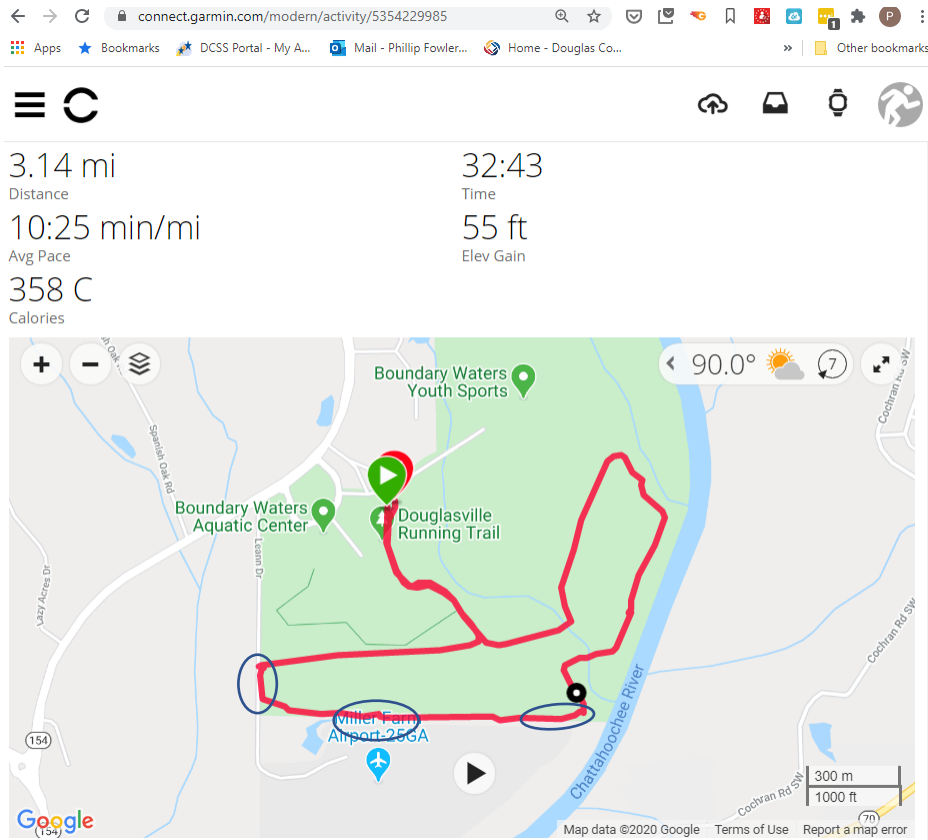 connect.garmin.com/modern/activity/5354229985
1
P
Apps
Bookmarks
DCSS Portal - My A...
Mail - Phillip Fowler...
Home - Douglas Co...
»
Other bookmarks
3.14 mi
Distance
32:43
Time
10:25 min/mi
Avg Pace
55 ft
Elev Gain
358 C
Calories
90.0°
7
Boundary Waters
Youth Sports
Spanish Oak Rd
Cochran Rd SW
Boundary Waters
Aquatic Center
Douglasville
Running Trail
Leann Dr
Lazy Acres Dr
Cochran Rd SW
Miller Farm
Airport-25GA
Chattahoochee River
154
Cochran Rd SW
300 m
1000 ft
70
Google
(154)
Map data ©2020 Google
Terms of Use
Report a map error